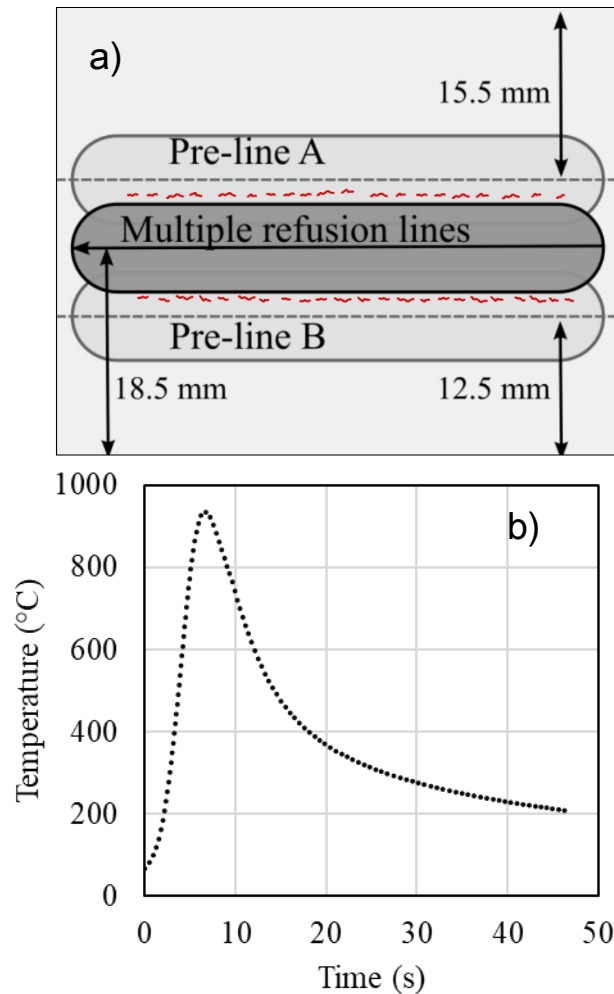 a)
15.5 mm
Pre-line A
Multiple refusion lines
Pre-line B
18.5 mm
12.5 mm
b)
1000
800
600
400
200
0
Temperature (°C)
0 10 20 30 40 50
Time (s)